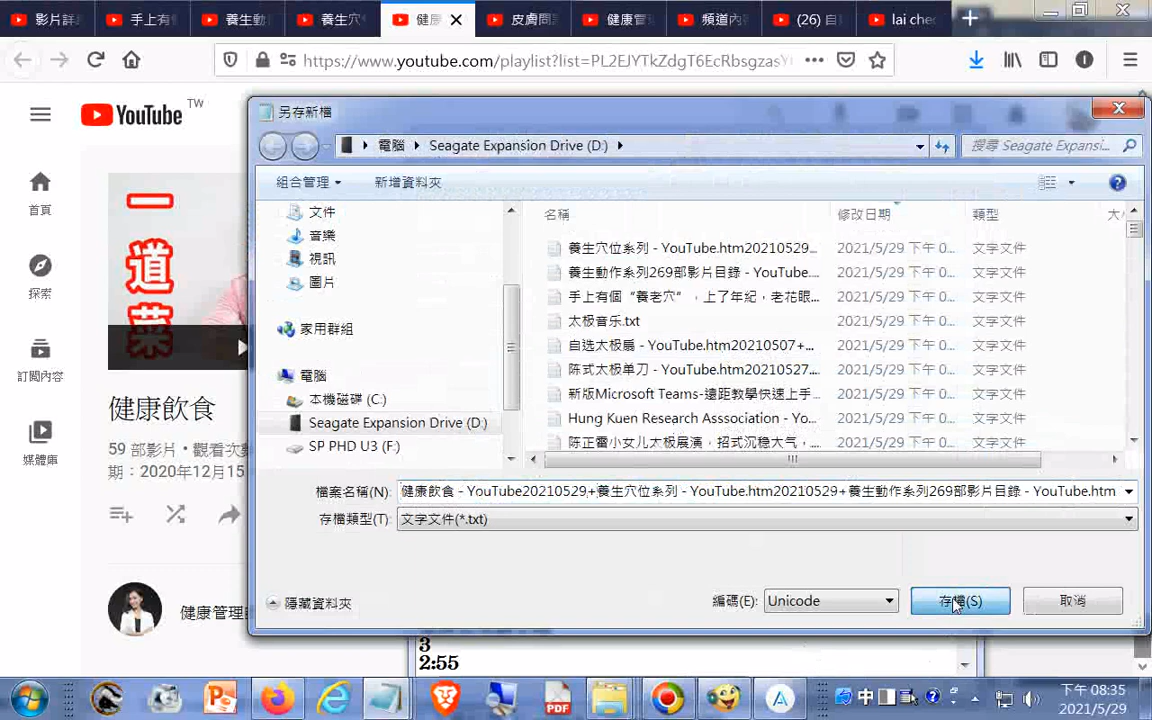 影片詳
手上有
養生動
養生穴
健康
皮膚問
健康管
頻道內
(26) 自
lai che
https://www.youtube.com/playlist?list=PL2EJYTkZdgT6EcRbsgzasV
YouTube TW
首頁
探索
訂閱內容
媒體庫
一道菜
健康飲食
59 部影片 • 觀看次
期：2020年12月15
健康管理
另存新檔
電腦 Seagate Expansion Drive (D:)
搜尋 Seagate Expansi...
組合管理 新增資料夾
文件
音樂
視訊
圖片
家用群組
電腦
本機磁碟 (C:)
Seagate Expansion Drive (D:)
SP PHD U3 (F:)
名稱 修改日期 類型 大
養生穴位系列 - YouTube.htm20210529... 2021/5/29 下午 0... 文字文件
養生動作系列269部影片目錄 - YouTube... 2021/5/29 下午 0... 文字文件
手上有個“養老穴”，上了年紀，老花眼... 2021/5/29 下午 0... 文字文件
太极音乐.txt 2021/5/29 下午 0... 文字文件
自选太极扇 - YouTube.htm20210507+... 2021/5/29 下午 0... 文字文件
陈式太极单刀 - YouTube.htm20210527... 2021/5/29 下午 0... 文字文件
新版Microsoft Teams-遠距教學快速上手... 2021/5/29 下午 0... 文字文件
Hung Kuen Research Asssociation - Yo... 2021/5/29 下午 0... 文字文件
陈正雷小女儿太极展演，招式沉稳大气，... 2021/5/29 下午 0... 文字文件
檔案名稱(N): 健康飲食 - YouTube20210529,+養生穴位系列 - YouTube.htm20210529+養生動作系列269部影片目錄 - YouTube.htm
存檔類型(T): 文字文件(*.txt)
隱藏資料夾
編碼(E): Unicode 存檔(S) 取消
3
2:55
中
下午 08:35
2021/5/29